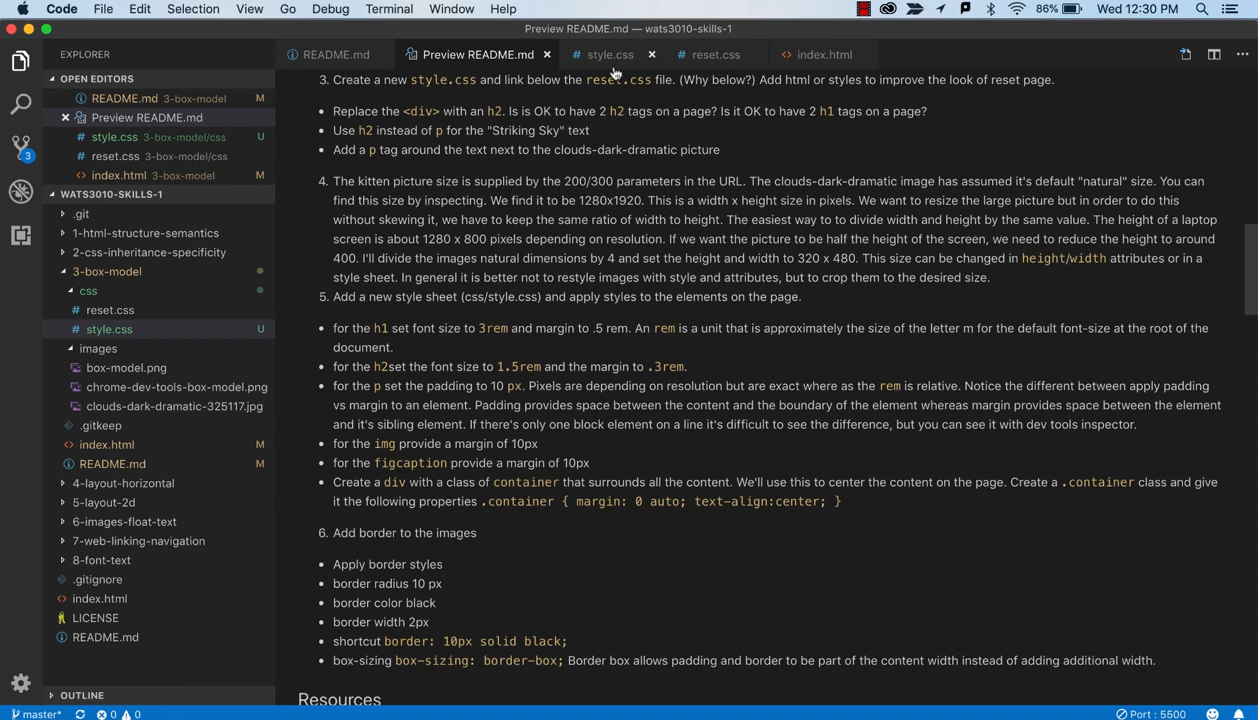 Code File Edit Selection View Go Debug Terminal Window Help 86% Wed 12:30 PM
Preview README.md — wats3010-skills-1
EXPLORER
README.md Preview README.md × style.css × reset.css index.html
OPEN EDITORS
README.md 3-box-model M
× Preview README.md
style.css 3-box-model/css U
reset.css 3-box-model/css
index.html 3-box-model M
WATS3010-SKILLS-1
.git
1-html-structure-semantics
2-css-inheritance-specificity
3-box-model
css
reset.css
style.css U
images
box-model.png
chrome-dev-tools-box-model.png
clouds-dark-dramatic-325117.jpg
.gitkeep
index.html M
README.md M
4-layout-horizontal
5-layout-2d
6-images-float-text
7-web-linking-navigation
8-font-text
.gitignore
index.html
LICENSE
README.md
OUTLINE
3
3. Create a new style.css and link below the reset.css file. (Why below?) Add html or styles to improve the look of reset page.
• Replace the <div> with an h2. Is is OK to have 2 h2 tags on a page? Is it OK to have 2 h1 tags on a page?
• Use h2 instead of p for the "Striking Sky" text
• Add a p tag around the text next to the clouds-dark-dramatic picture
4. The kitten picture size is supplied by the 200/300 parameters in the URL. The clouds-dark-dramatic image has assumed it's default "natural" size. You can
find this size by inspecting. We find it to be 1280x1920. This is a width x height size in pixels. We want to resize the large picture but in order to do this
without skewing it, we have to keep the same ratio of width to height. The easiest way to to divide width and height by the same value. The height of a laptop
screen is about 1280 x 800 pixels depending on resolution. If we want the picture to be half the height of the screen, we need to reduce the height to around
400. I'll divide the images natural dimensions by 4 and set the height and width to 320 x 480. This size can be changed in height/width attributes or in a
style sheet. In general it is better not to restyle images with style and attributes, but to crop them to the desired size.
5. Add a new style sheet (css/style.css) and apply styles to the elements on the page.
• for the h1 set font size to 3rem and margin to .5 rem. An rem is a unit that is approximately the size of the letter m for the default font-size at the root of the
document.
• for the h2set the font size to 1.5rem and the margin to .3rem.
• for the p set the padding to 10 px. Pixels are depending on resolution but are exact where as the rem is relative. Notice the different between apply padding
vs margin to an element. Padding provides space between the content and the boundary of the element whereas margin provides space between the element
and it's sibling element. If there's only one block element on a line it's difficult to see the difference, but you can see it with dev tools inspector.
• for the img provide a margin of 10px
• for the figcaption provide a margin of 10px
• Create a div with a class of container that surrounds all the content. We'll use this to center the content on the page. Create a .container class and give
it the following properties .container { margin: 0 auto; text-align:center; }
6. Add border to the images
• Apply border styles
• border radius 10 px
• border color black
• border width 2px
• shortcut border: 10px solid black;
• box-sizing box-sizing: border-box; Border box allows padding and border to be part of the content width instead of adding additional width.
Resources
master* 0 0 Port : 5500